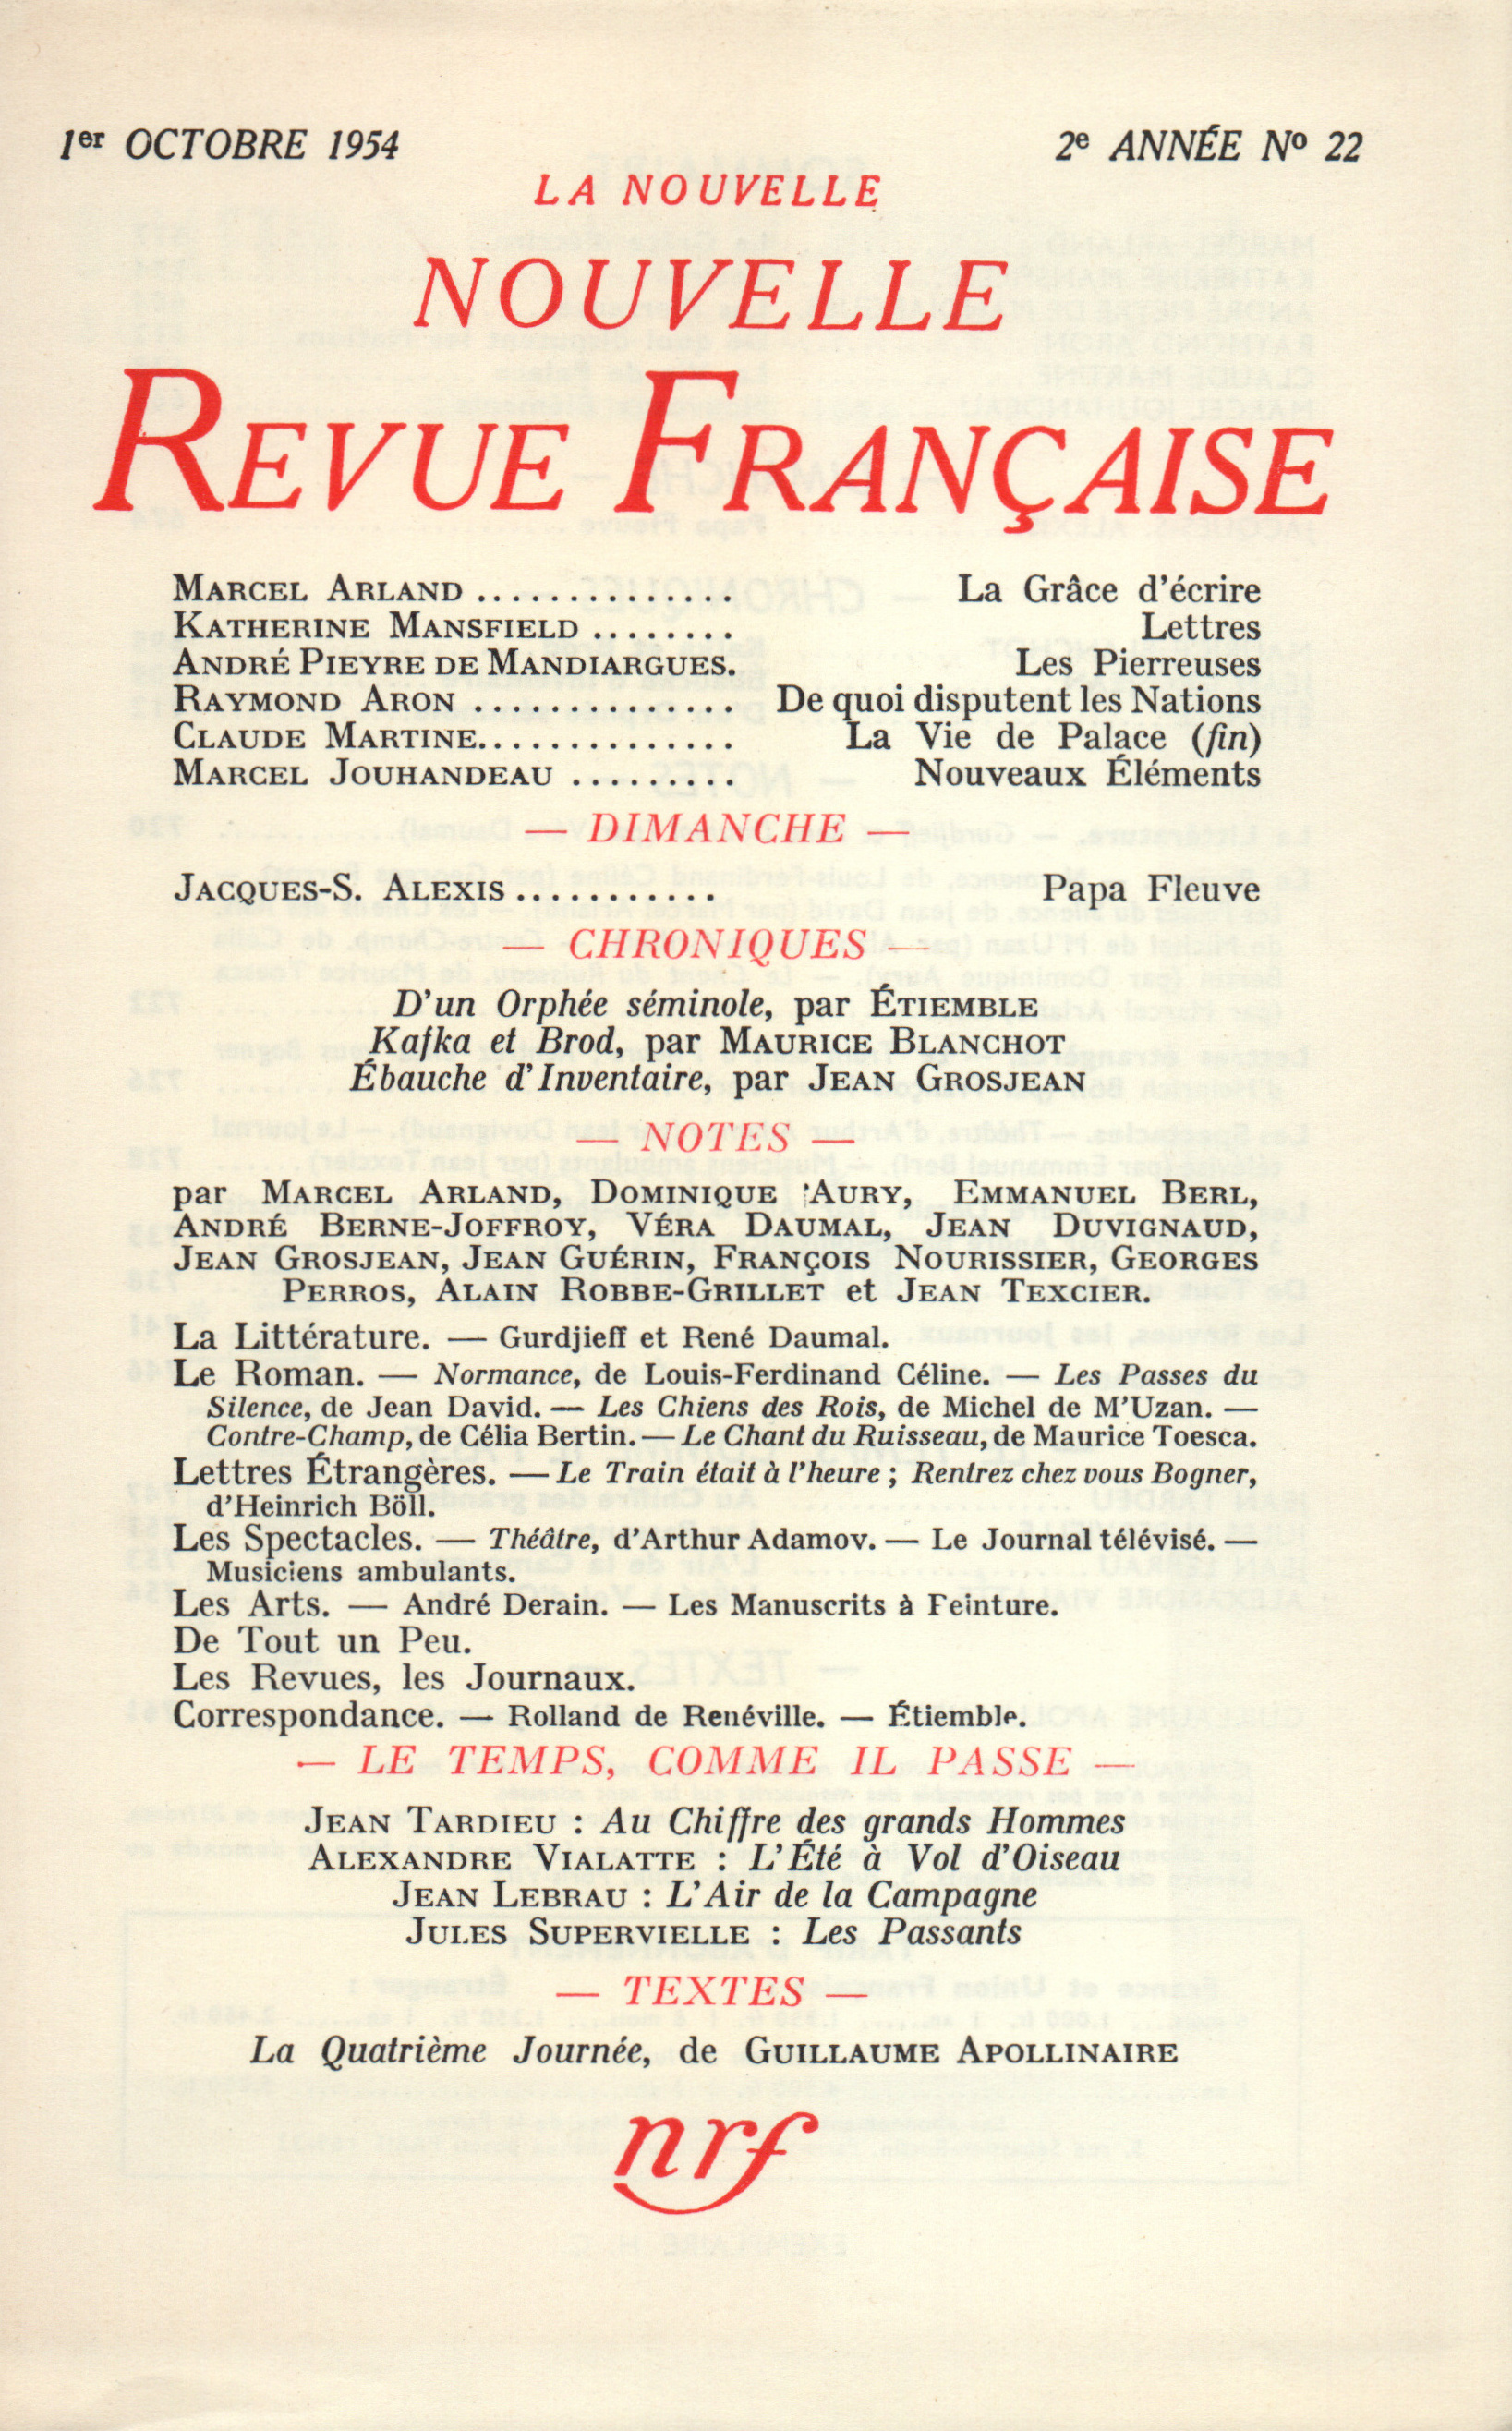 1er OCTOBRE 1954
2e ANNÉE No 22
LA NOUVELLE
NOUVELLE
REVUE FRANÇAISE
MARCEL ARLAND .............. La Grâce d'écrire
KATHERINE MANSFIELD ........ Lettres
ANDRÉ PIEYRE DE MANDIARGUES. Les Pierreuses
RAYMOND ARON .............. De quoi disputent les Nations
CLAUDE MARTINE.............. La Vie de Palace (fin)
MARCEL JOUHANDEAU ......... Nouveaux Éléments
— DIMANCHE —
JACQUES-S. ALEXIS ........... Papa Fleuve
— CHRONIQUES —
D'un Orphée séminole, par ÉTIEMBLE
Kafka et Brod, par MAURICE BLANCHOT
Ébauche d'Inventaire, par JEAN GROSJEAN
— NOTES —
par MARCEL ARLAND, DOMINIQUE AURY, EMMANUEL BERL,
ANDRÉ BERNE-JOFFROY, VÉRA DAUMAL, JEAN DUVIGNAUD,
JEAN GROSJEAN, JEAN GUÉRIN, FRANÇOIS NOURISSIER, GEORGES
PERROS, ALAIN ROBBE-GRILLET et JEAN TEXCIER.
La Littérature. — Gurdjieff et René Daumal.
Le Roman. — Normance, de Louis-Ferdinand Céline. — Les Passes du
Silence, de Jean David. — Les Chiens des Rois, de Michel de M'Uzan. —
Contre-Champ, de Célia Bertin. — Le Chant du Ruisseau, de Maurice Toesca.
Lettres Étrangères. — Le Train était à l'heure ; Rentrez chez vous Bogner,
d'Heinrich Böll.
Les Spectacles. — Théâtre, d'Arthur Adamov. — Le Journal télévisé. —
Musiciens ambulants.
Les Arts. — André Derain. — Les Manuscrits à Feinture.
De Tout un Peu.
Les Revues, les Journaux.
Correspondance. — Rolland de Renéville. — Étiemble.
— LE TEMPS, COMME IL PASSE —
JEAN TARDIEU : Au Chiffre des grands Hommes
ALEXANDRE VIALATTE : L'Été à Vol d'Oiseau
JEAN LEBRAU : L'Air de la Campagne
JULES SUPERVIELLE : Les Passants
— TEXTES —
La Quatrième Journée, de GUILLAUME APOLLINAIRE
nrf